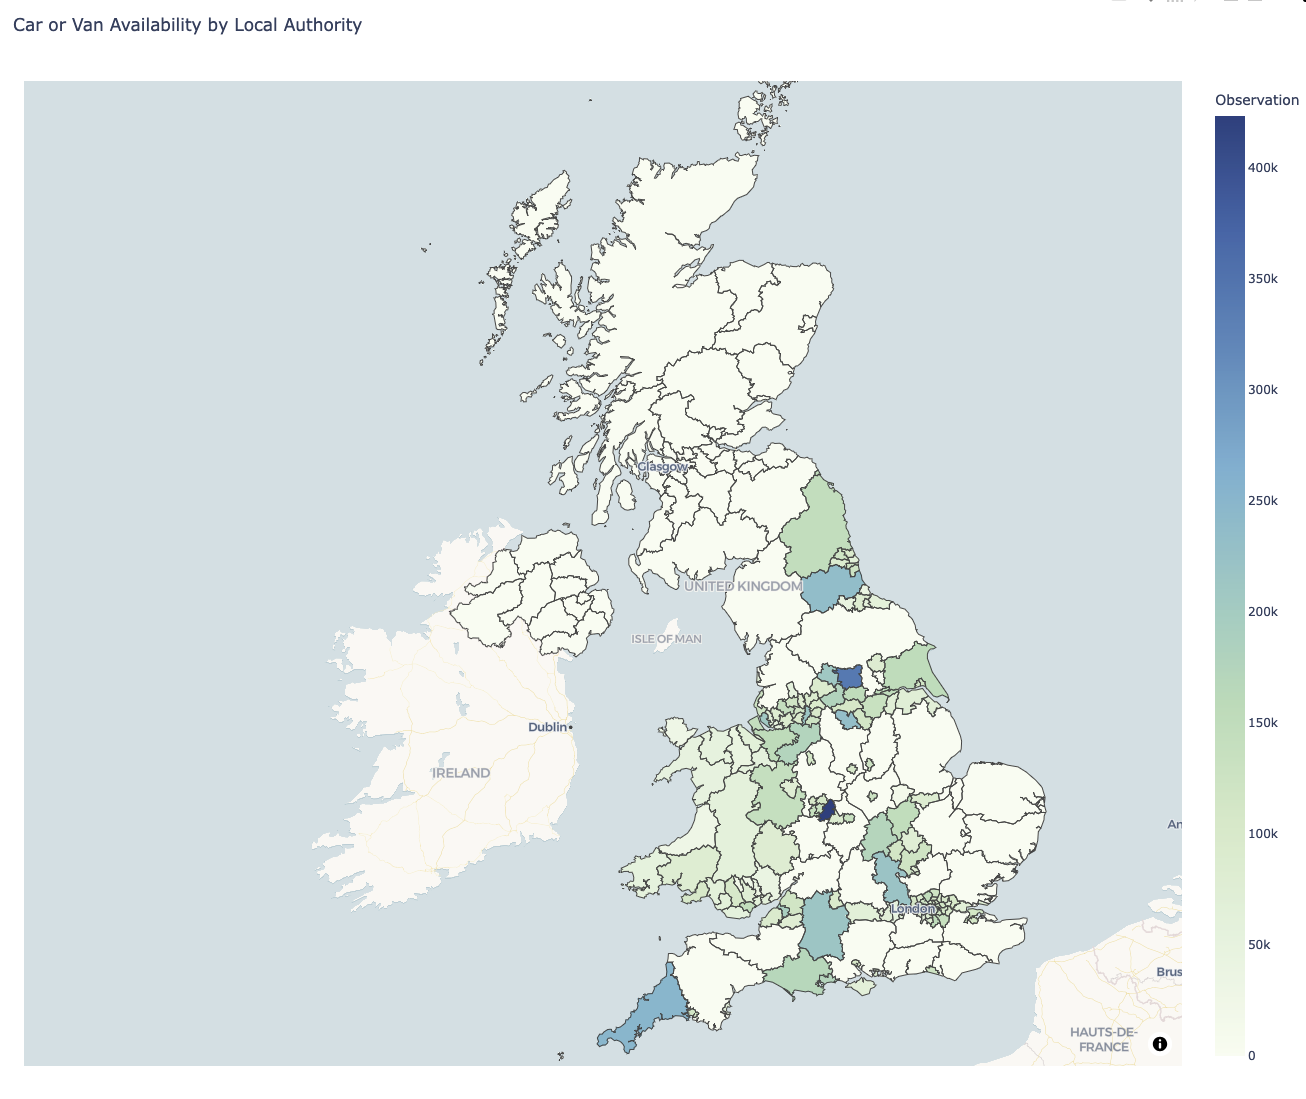 Car or Van Availability by Local Authority
Observation
400k
350k
300k
250k
200k
150k
100k
50k
0
Glasgow
UNITED KINGDOM
ISLE OF MAN
Dublin
IRELAND
An
London
Brus
HAUTS-DE-
FRANCE